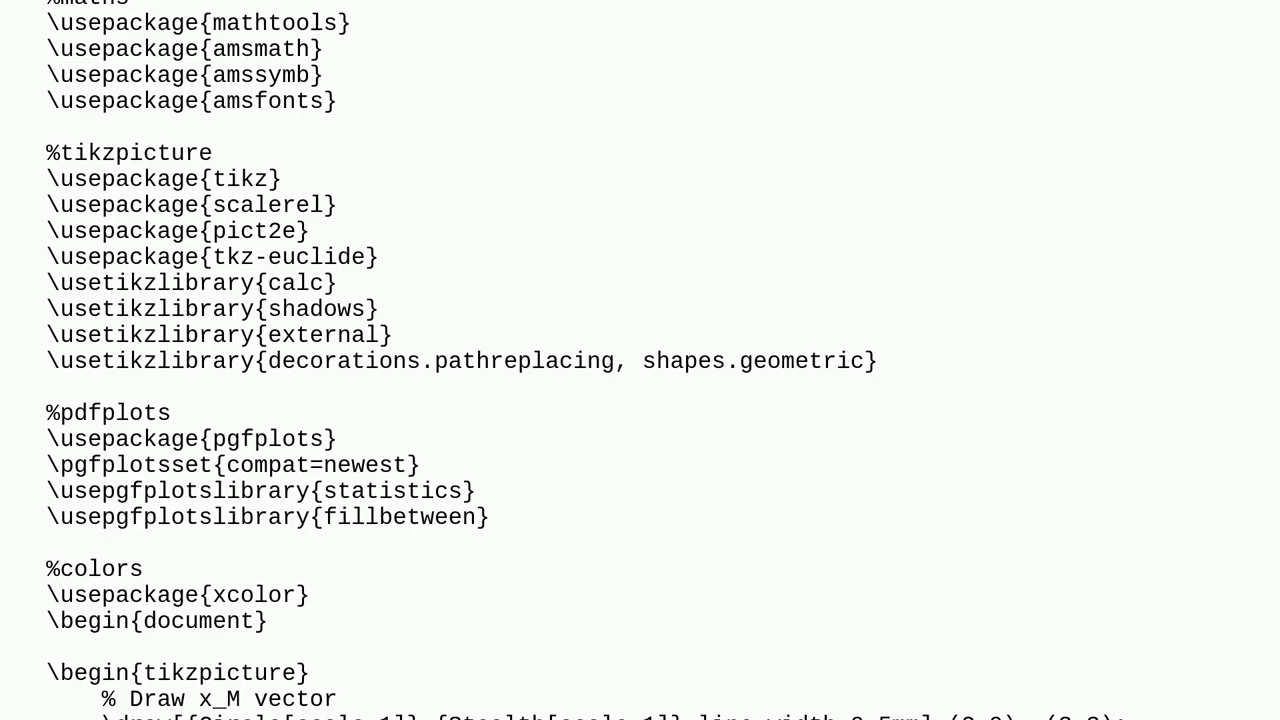 %maths
\usepackage{mathtools}
\usepackage{amsmath}
\usepackage{amssymb}
\usepackage{amsfonts}
%tikzpicture
\usepackage{tikz}
\usepackage{scalerel}
\usepackage{pict2e}
\usepackage{tkz-euclide}
\usetikzlibrary{calc}
\usetikzlibrary{shadows}
\usetikzlibrary{external}
\usetikzlibrary{decorations.pathreplacing, shapes.geometric}
%pdfplots
\usepackage{pgfplots}
\pgfplotsset{compat=newest}
\usepgfplotslibrary{statistics}
\usepgfplotslibrary{fillbetween}
%colors
\usepackage{xcolor}
\begin{document}
\begin{tikzpicture}
% Draw x_M vector